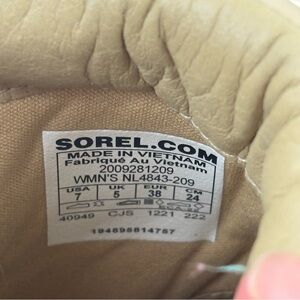 SOREL.COM
MADE IN VIETNAM
Fabriqué Au Vietnam
2009281209
WMN'S NL4843-209
USA UK EUR CM
7 5 38 24
40949 CJS 1221 222
194895814757